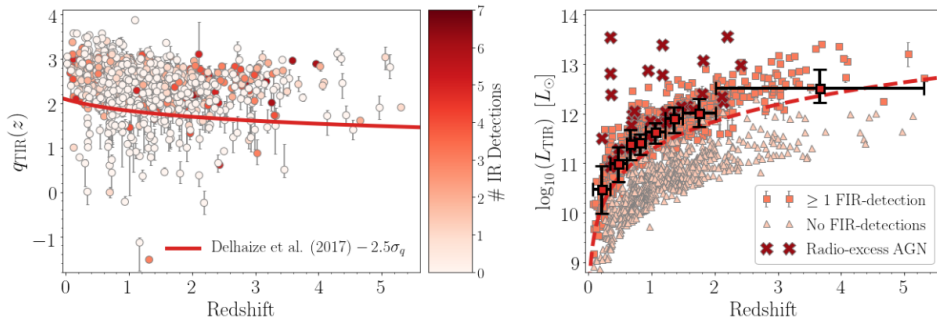 4
3
2
1
0
−1
q_TIR(z)
0 1 2 3 4 5
Redshift
Delhaize et al. (2017) − 2.5σ_q
7
6
5
4
3
2
1
0
# IR Detections
14
13
12
11
10
9
log₁₀(L_TIR) [L_⊙]
0 1 2 3 4 5
Redshift
≥ 1 FIR-detection
No FIR-detections
Radio-excess AGN